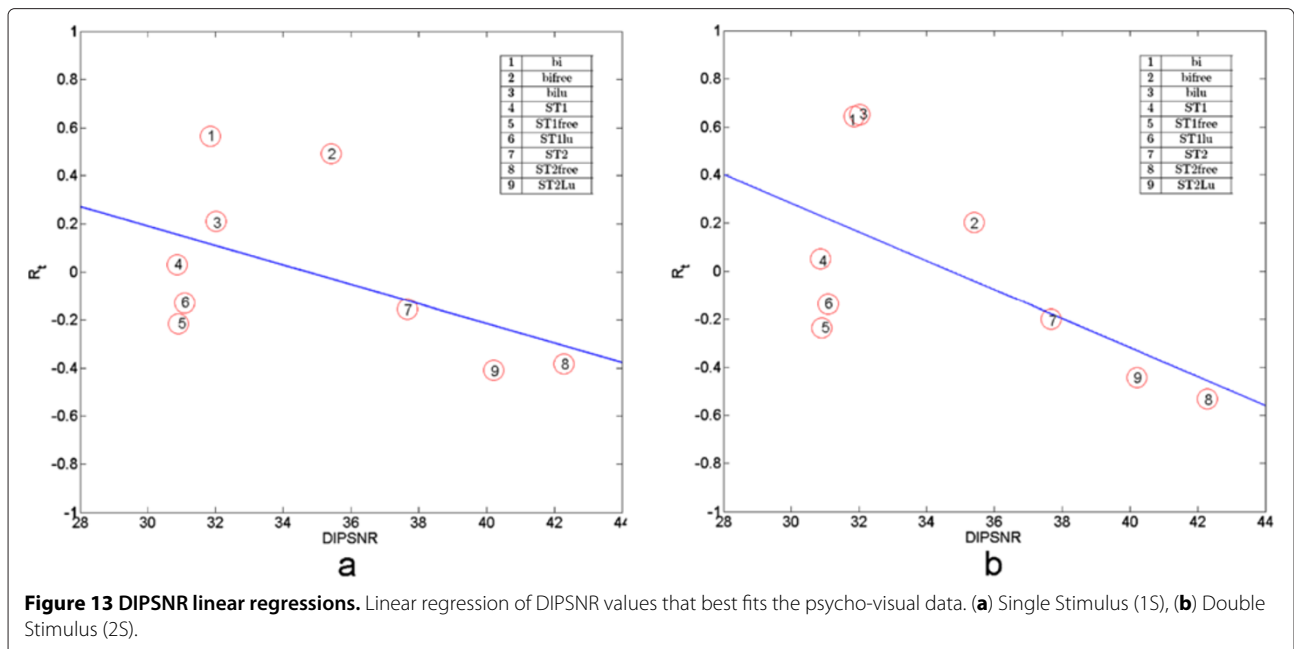 1
0.8
0.6
0.4
0.2
0
-0.2
-0.4
-0.6
-0.8
-1
R_t
28 30 32 34 36 38 40 42 44
DIPSNR
1 bi
2 bifree
3 bilu
4 ST1
5 ST1free
6 ST1lu
7 ST2
8 ST2free
9 ST2Lu
1
2
3
4
6
5
7
9
8
a
1
0.8
0.6
0.4
0.2
0
-0.2
-0.4
-0.6
-0.8
-1
R_t
28 30 32 34 36 38 40 42 44
DIPSNR
1 bi
2 bifree
3 bilu
4 ST1
5 ST1free
6 ST1lu
7 ST2
8 ST2free
9 ST2Lu
1 3
2
4
6
5
7
9
8
b
Figure 13 DIPSNR linear regressions. Linear regression of DIPSNR values that best fits the psycho-visual data. (a) Single Stimulus (1S), (b) Double
Stimulus (2S).